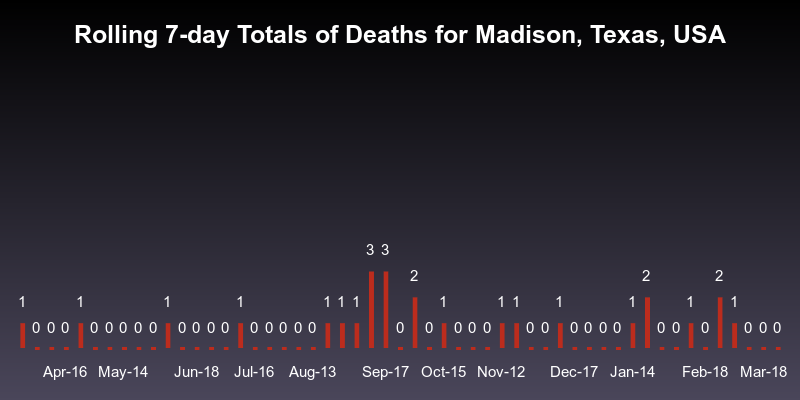 Rolling 7-day Totals of Deaths for Madison, Texas, USA
3 3
2 2 2
1 1 1 1 1 1 1 1 1 1 1 1 1 1
0 0 0 0 0 0 0 0 0 0 0 0 0 0 0 0 0 0 0 0 0 0 0 0 0 0 0 0 0 0 0 0 0 0
Apr-16 May-14 Jun-18 Jul-16 Aug-13 Sep-17 Oct-15 Nov-12 Dec-17 Jan-14 Feb-18 Mar-18